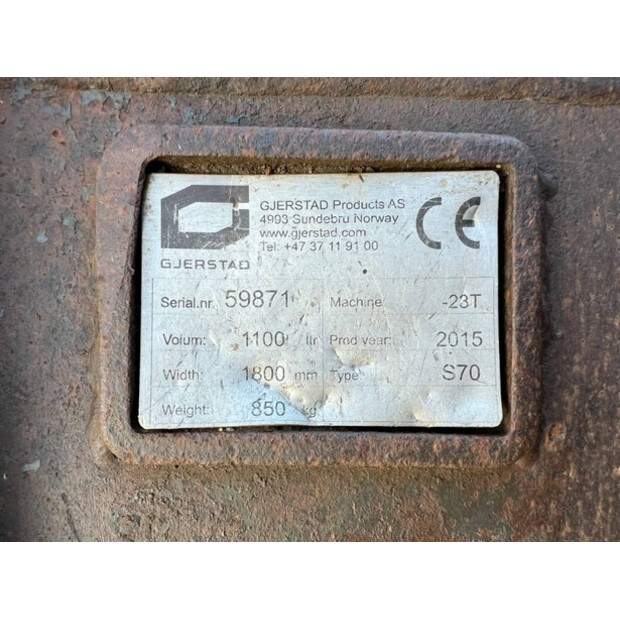 GJERSTAD Products AS
4993 Sundebru Norway
www.gjerstad.com
Tel: +47 37 11 91 00
GJERSTAD
CE
Serial.nr. 59871 Machine -23T
Volum: 1100 ltr Prod year: 2015
Width: 1800 mm Type S70
Weight: 850 kg